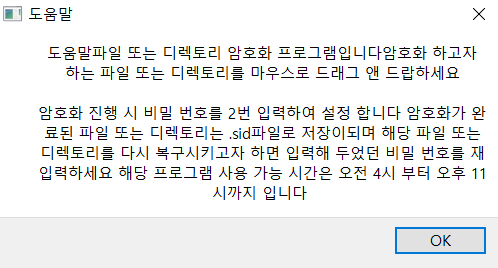 도움말
도움말파일 또는 디렉토리 암호화 프로그램입니다암호화 하고자
하는 파일 또는 디렉토리를 마우스로 드래그 앤 드랍하세요
암호화 진행 시 비밀 번호를 2번 입력하여 설정 합니다 암호화가 완
료된 파일 또는 디렉토리는 .sid파일로 저장이되며 해당 파일 또는
디렉토리를 다시 복구시키고자 하면 입력해 두었던 비밀 번호를 재
입력하세요 해당 프로그램 사용 가능 시간은 오전 4시 부터 오후 11
시까지 입니다
OK